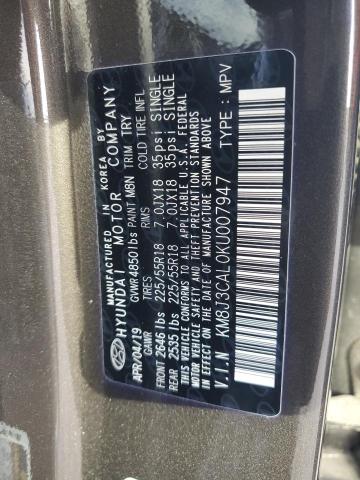 MANUFACTURED IN KOREA BY
HYUNDAI MOTOR COMPANY
APR/04/19 GVWR 4850lbs PAINT M8N TRIM TRY
GAWR TIRES RIMS COLD TIRE INFL
FRONT 2646 lbs 225/55R18 7.0JX18 35psi SINGLE
REAR 2535 lbs 225/55R18 7.0JX18 35psi SINGLE
THIS VEHICLE CONFORMS TO ALL APPLICABLE U.S.A. FEDERAL
MOTOR VEHICLE SAFETY AND THEFT PREVENTION STANDARDS
IN EFFECT ON THE DATE OF MANUFACTURE SHOWN ABOVE
V.I.N KM8J3CAL0KU007947 TYPE: MPV